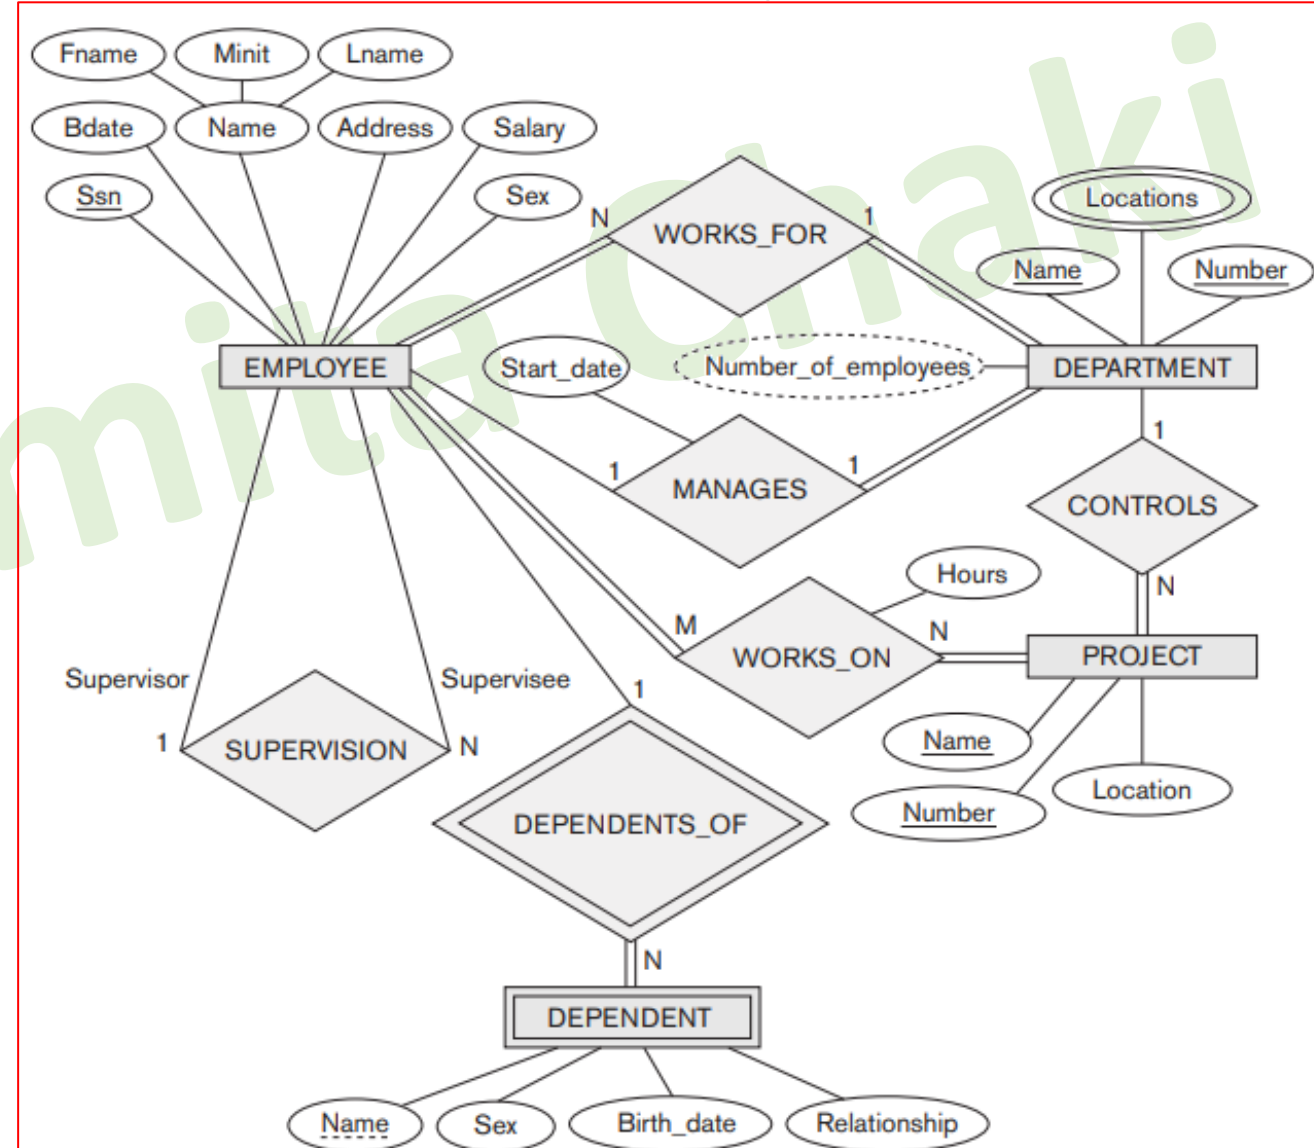 Fname Minit Lname
Bdate Name Address Salary
Ssn Sex
N WORKS_FOR 1
Locations
Name Number
EMPLOYEE Start_date Number_of_employees DEPARTMENT
1 MANAGES 1
1
CONTROLS
N
Hours
M WORKS_ON N PROJECT
Supervisor Supervisee
1 SUPERVISION N
1
Name
Number Location
DEPENDENTS_OF
N
DEPENDENT
Name Sex Birth_date Relationship
mita Chaki